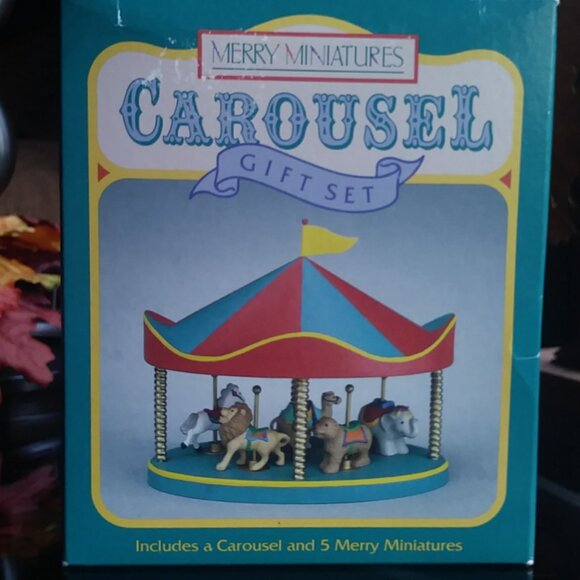 MERRY MINIATURES
CAROUSEL
GIFT SET
Includes a Carousel and 5 Merry Miniatures